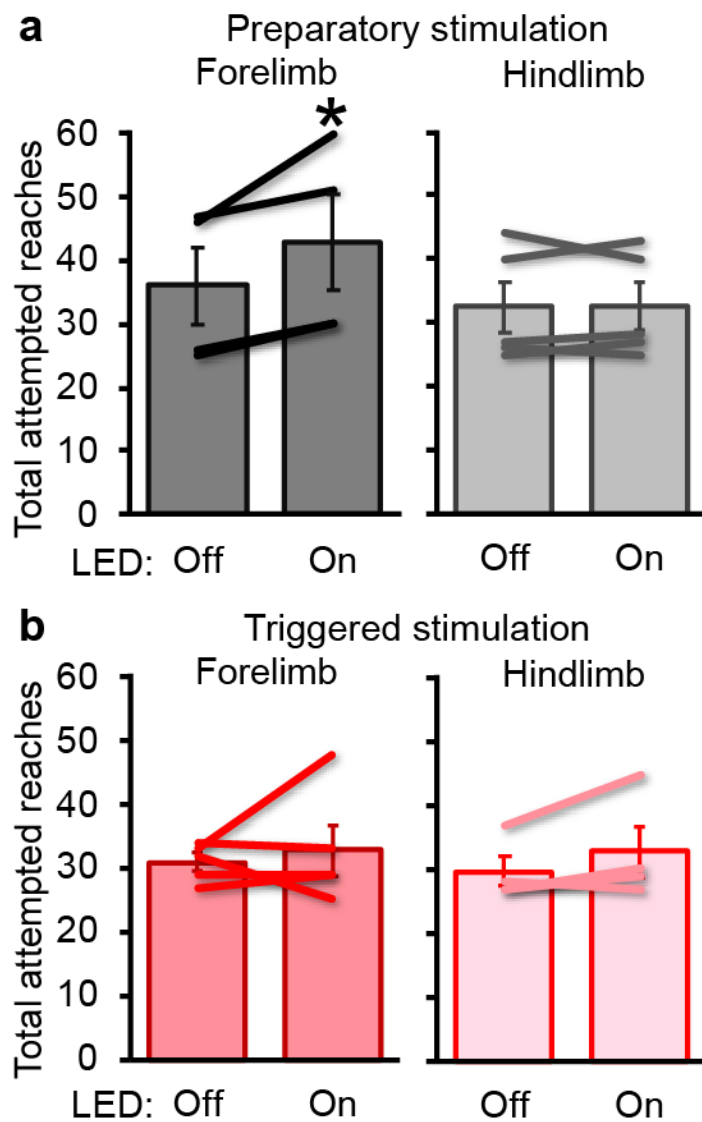 a Preparatory stimulation
Forelimb Hindlimb
*
Total attempted reaches
60
50
40
30
20
10
0
LED: Off On Off On
b Triggered stimulation
Forelimb Hindlimb
Total attempted reaches
60
50
40
30
20
10
0
LED: Off On Off On